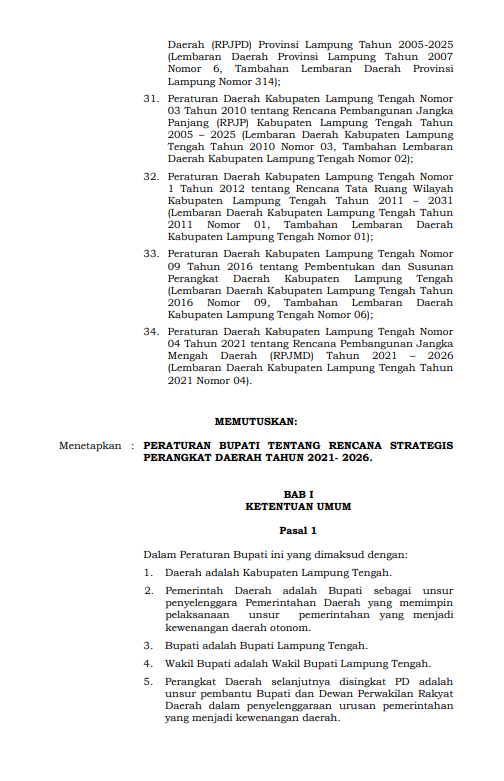 Daerah (RPJPD) Provinsi Lampung Tahun 2005-2025
(Lembaran Daerah Provinsi Lampung Tahun 2007
Nomor 6, Tambahan Lembaran Daerah Provinsi
Lampung Nomor 314);
31. Peraturan Daerah Kabupaten Lampung Tengah Nomor
03 Tahun 2010 tentang Rencana Pembangunan Jangka
Panjang (RPJP) Kabupaten Lampung Tengah Tahun
2005 – 2025 (Lembaran Daerah Kabupaten Lampung
Tengah Tahun 2010 Nomor 03, Tambahan Lembaran
Daerah Kabupaten Lampung Tengah Nomor 02);
32. Peraturan Daerah Kabupaten Lampung Tengah Nomor
1 Tahun 2012 tentang Rencana Tata Ruang Wilayah
Kabupaten Lampung Tengah Tahun 2011 – 2031
(Lembaran Daerah Kabupaten Lampung Tengah Tahun
2011 Nomor 01, Tambahan Lembaran Daerah
Kabupaten Lampung Tengah Nomor 01);
33. Peraturan Daerah Kabupaten Lampung Tengah Nomor
09 Tahun 2016 tentang Pembentukan dan Susunan
Perangkat Daerah Kabupaten Lampung Tengah
(Lembaran Daerah Kabupaten Lampung Tengah Tahun
2016 Nomor 09, Tambahan Lembaran Daerah
Kabupaten Lampung Tengah Nomor 06);
34. Peraturan Daerah Kabupaten Lampung Tengah Nomor
04 Tahun 2021 tentang Rencana Pembangunan Jangka
Mengah Daerah (RPJMD) Tahun 2021 – 2026
(Lembaran Daerah Kabupaten Lampung Tengah Tahun
2021 Nomor 04).
MEMUTUSKAN:
Menetapkan : PERATURAN BUPATI TENTANG RENCANA STRATEGIS
PERANGKAT DAERAH TAHUN 2021- 2026.
BAB I
KETENTUAN UMUM
Pasal 1
Dalam Peraturan Bupati ini yang dimaksud dengan:
1. Daerah adalah Kabupaten Lampung Tengah.
2. Pemerintah Daerah adalah Bupati sebagai unsur
penyelenggara Pemerintahan Daerah yang memimpin
pelaksanaan unsur pemerintahan yang menjadi
kewenangan daerah otonom.
3. Bupati adalah Bupati Lampung Tengah.
4. Wakil Bupati adalah Wakil Bupati Lampung Tengah.
5. Perangkat Daerah selanjutnya disingkat PD adalah
unsur pembantu Bupati dan Dewan Perwakilan Rakyat
Daerah dalam penyelenggaraan urusan pemerintahan
yang menjadi kewenangan daerah.